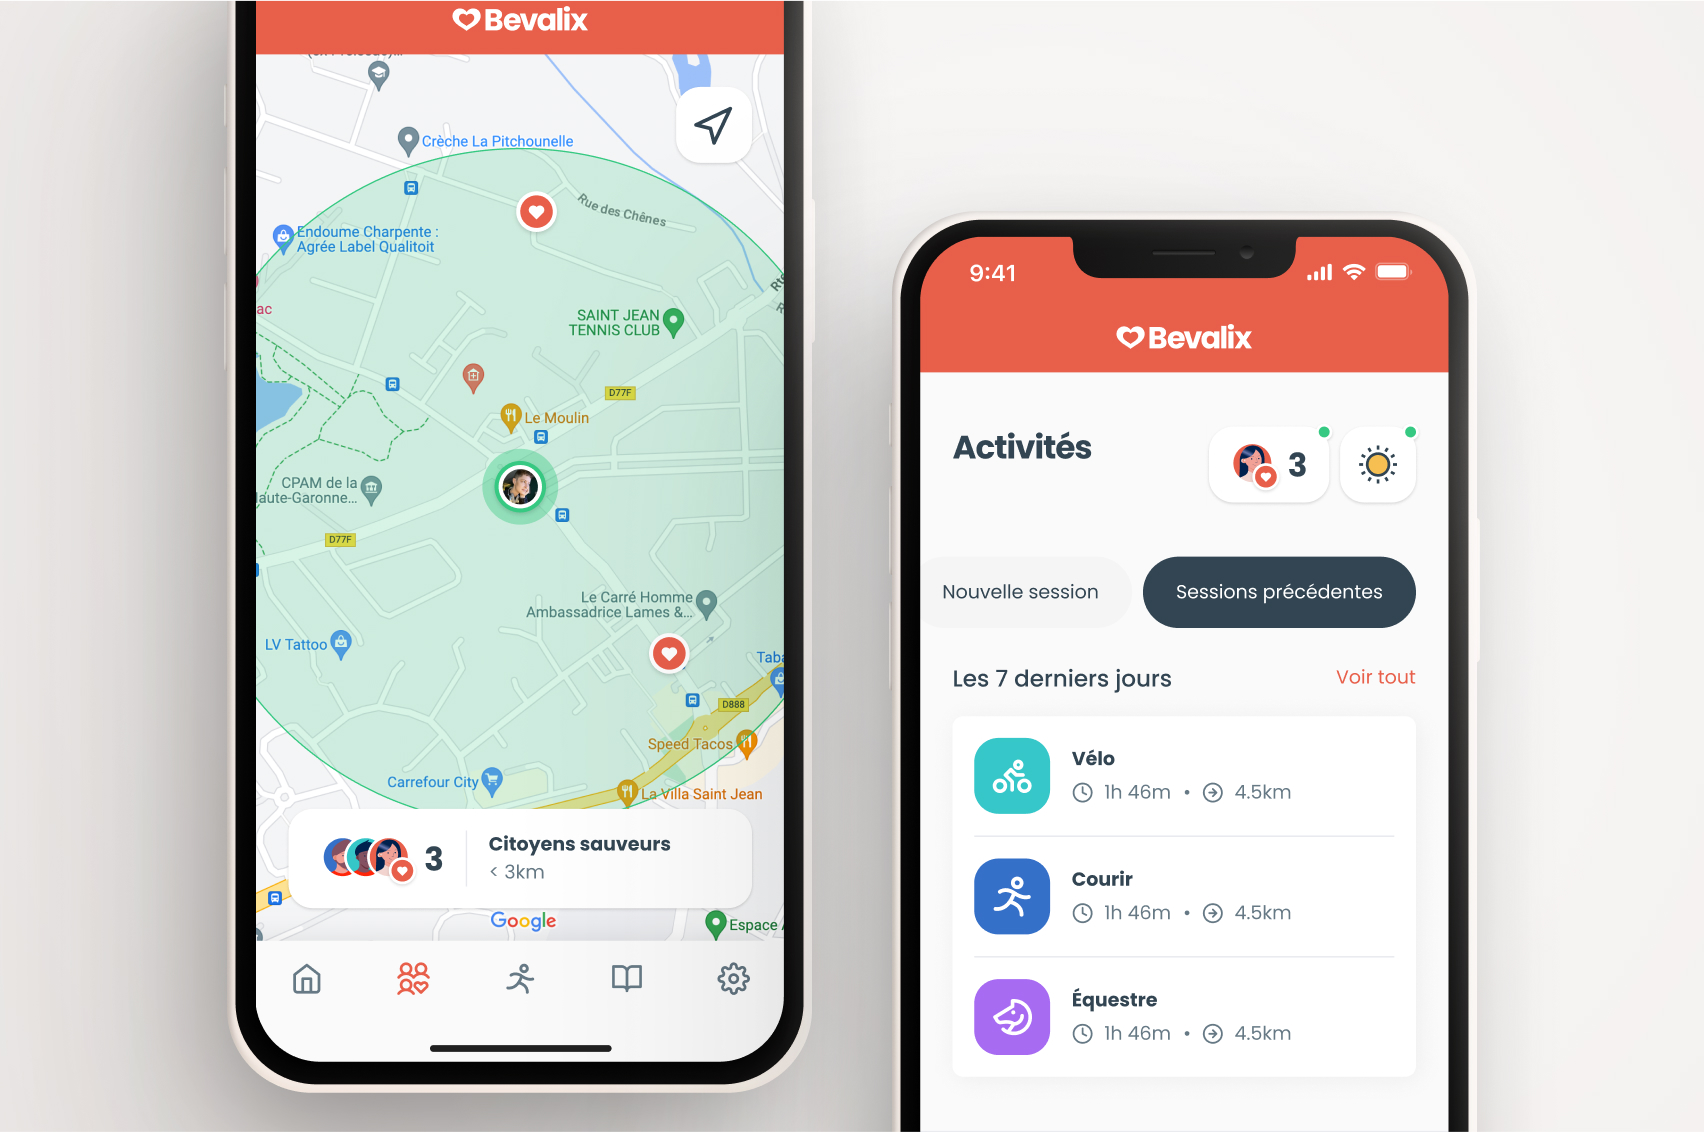 Bevalix
Crèche La Pitchounelle
Rue des Chênes
Endoume Charpente :
Agrée Label Qualitoit
ac
SAINT JEAN
TENNIS CLUB
D77F
Le Moulin
CPAM de la
Haute-Garonne...
D77F
Le Carré Homme
Ambassadrice Lames &...
LV Tattoo
Taba
D888
Speed Tacos
Carrefour City
La Villa Saint Jean
3
Citoyens sauveurs
< 3km
Google
Espace
9:41
Bevalix
Activités
3
Nouvelle session
Sessions précédentes
Les 7 derniers jours
Voir tout
Vélo
1h 46m • 4.5km
Courir
1h 46m • 4.5km
Équestre
1h 46m • 4.5km